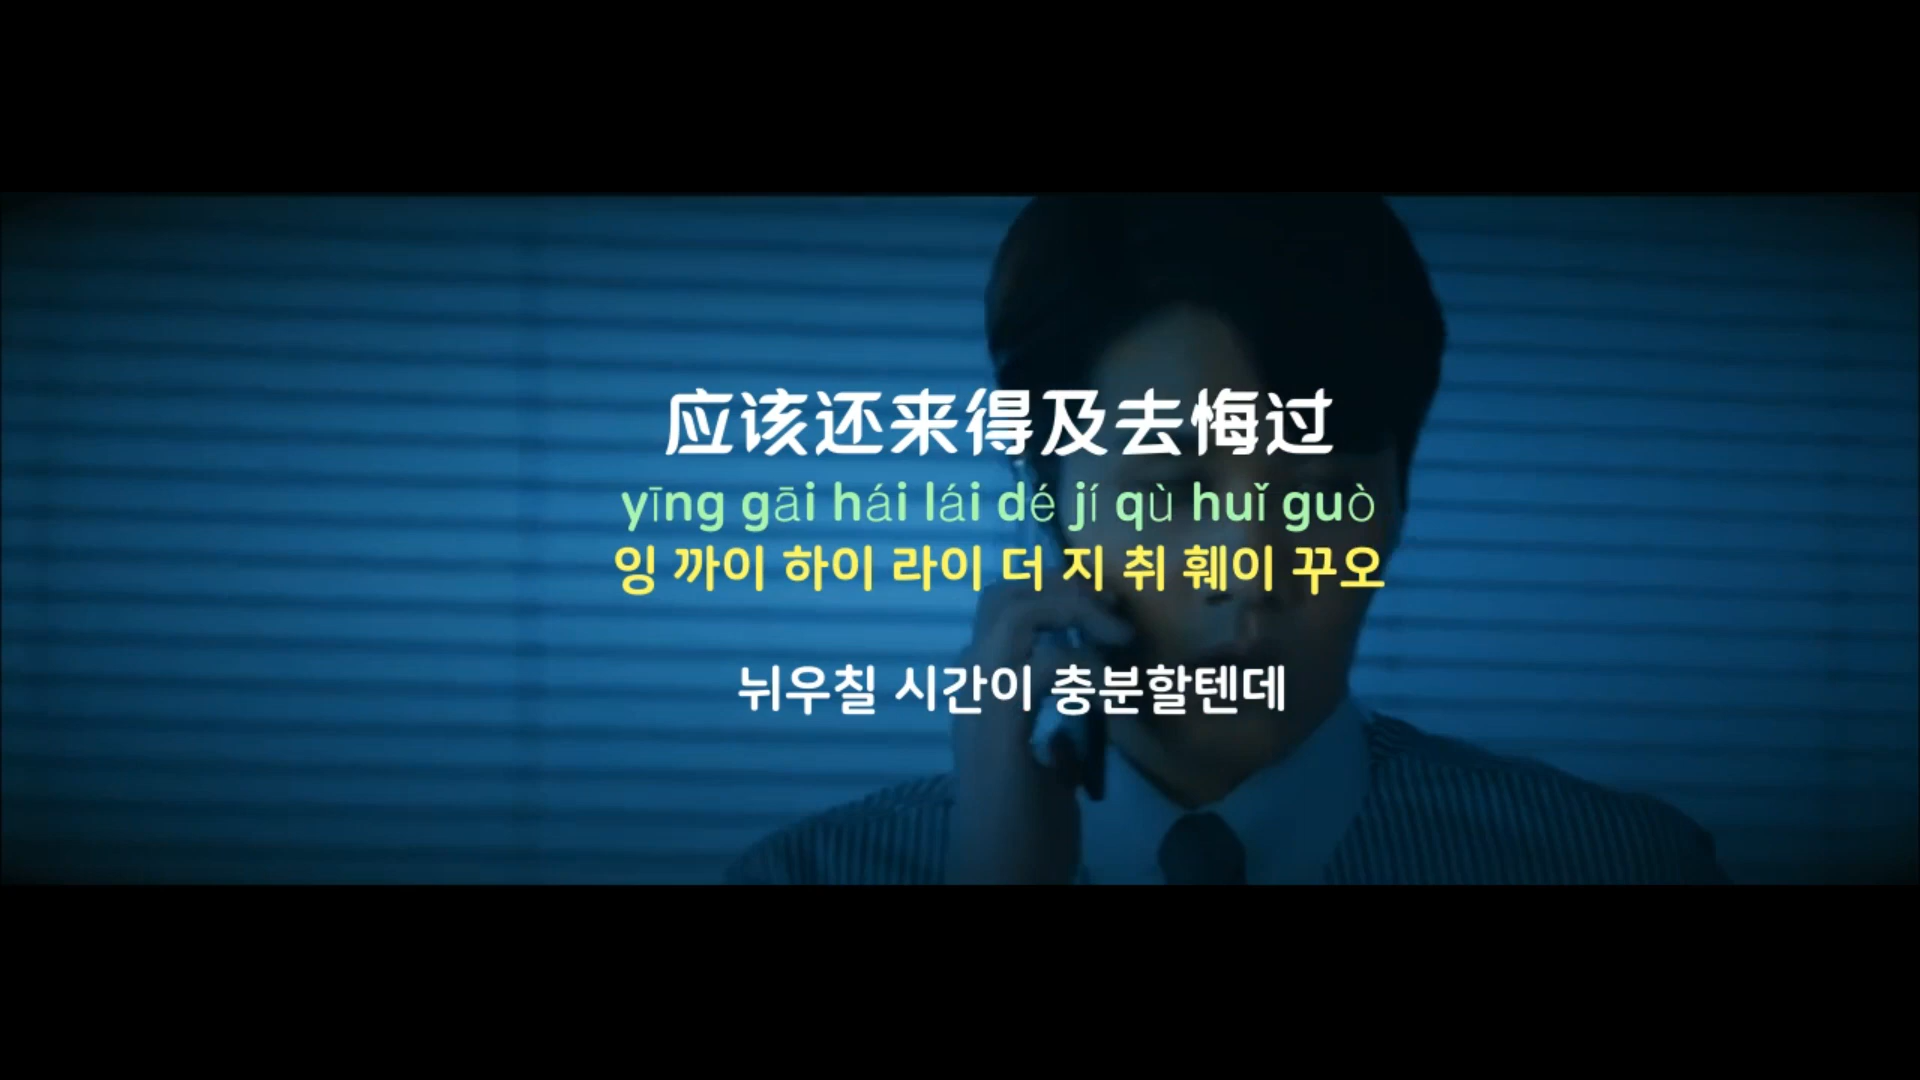 应该还来得及去悔过
yīng gāi hái lái dé jí qù huǐ guò
잉 까이 하이 라이 더 지 취 훼이 꾸오
뉘우칠 시간이 충분할텐데